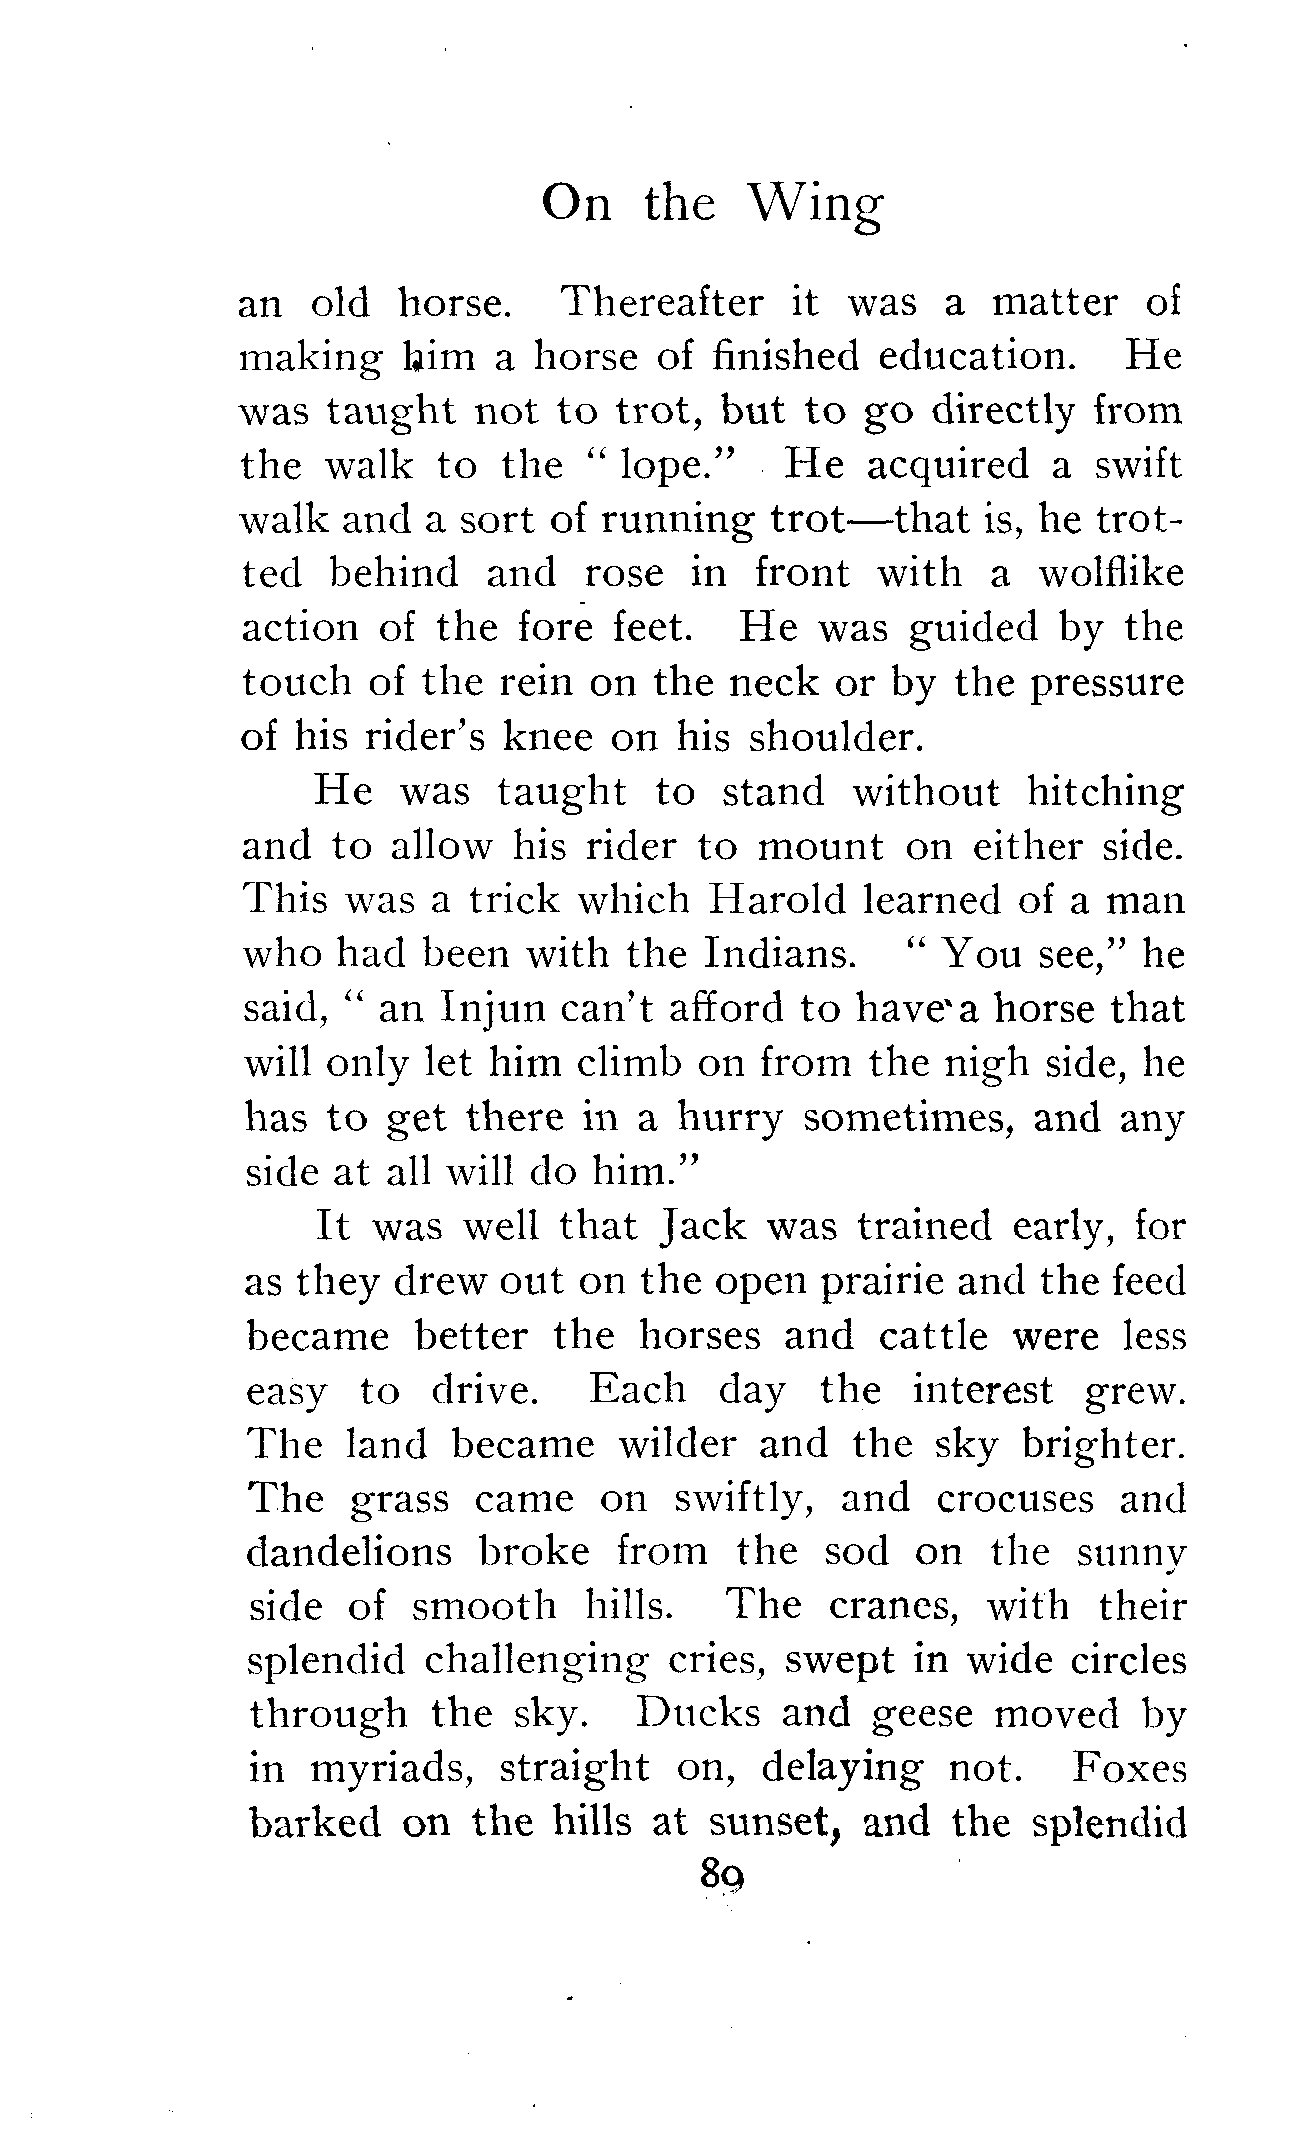 On the Wing
an old horse. Thereafter it was a matter of
making him a horse of finished education. He
was taught not to trot, but to go directly from
the walk to the " lope." He acquired a swift
walk and a sort of running trot—that is, he trot-
ted behind and rose in front with a wolflike
action of the fore feet. He was guided by the
touch of the rein on the neck or by the pressure
of his rider's knee on his shoulder.
He was taught to stand without hitching
and to allow his rider to mount on either side.
This was a trick which Harold learned of a man
who had been with the Indians. " You see," he
said, " an Injun can't afford to have a horse that
will only let him climb on from the nigh side, he
has to get there in a hurry sometimes, and any
side at all will do him."
It was well that Jack was trained early, for
as they drew out on the open prairie and the feed
became better the horses and cattle were less
easy to drive. Each day the interest grew.
The land became wilder and the sky brighter.
The grass came on swiftly, and crocuses and
dandelions broke from the sod on the sunny
side of smooth hills. The cranes, with their
splendid challenging cries, swept in wide circles
through the sky. Ducks and geese moved by
in myriads, straight on, delaying not. Foxes
barked on the hills at sunset, and the splendid
89